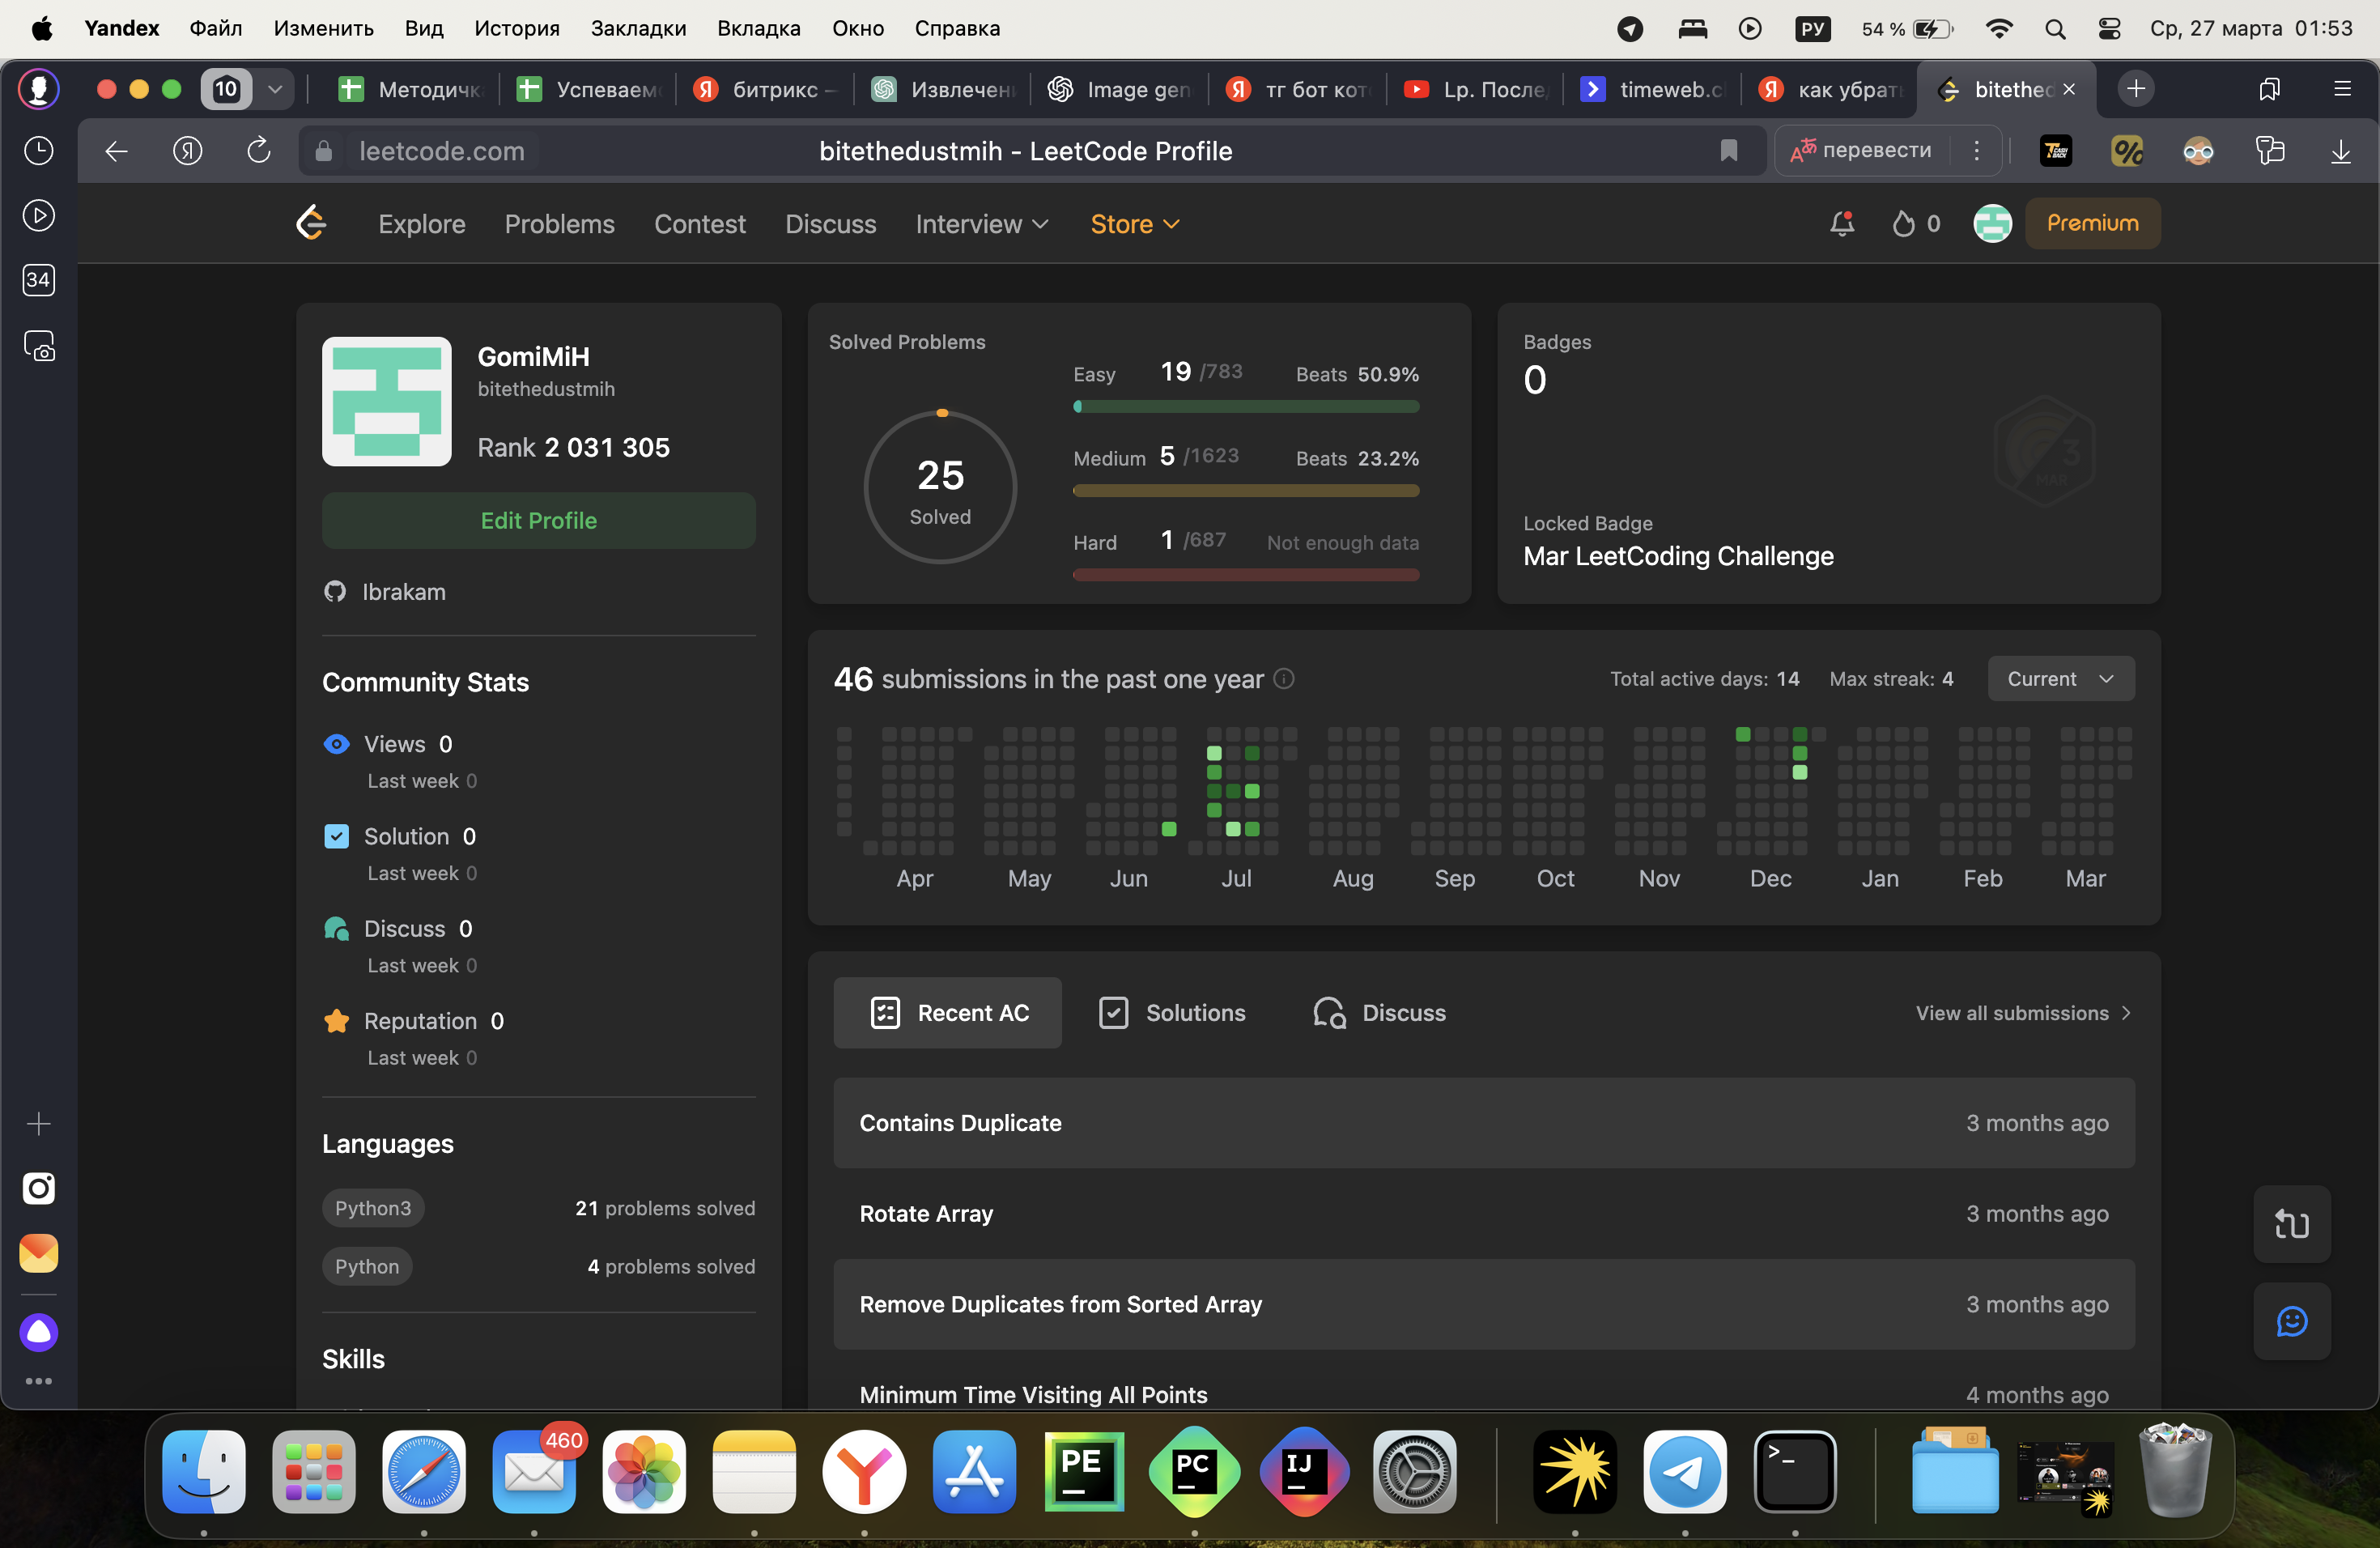 Yandex Файл Изменить Вид История Закладки Вкладка Окно Справка РУ 54 % Ср, 27 марта 01:53
10 Методичк Успеваем битрикс — Извлечен Image gen тг бот кот Lp. После timeweb.c как убрат bitethed
leetcode.com bitethedustmih - LeetCode Profile перевести
34
Explore Problems Contest Discuss Interview Store 0 Premium
GomiMiH
bitethedustmih
Rank 2 031 305
Edit Profile
Ibrakam
Community Stats
Views 0
Last week 0
Solution 0
Last week 0
Discuss 0
Last week 0
Reputation 0
Last week 0
Languages
Python3 21 problems solved
Python 4 problems solved
Skills
Solved Problems
25
Solved
Easy 19 /783 Beats 50.9%
Medium 5 /1623 Beats 23.2%
Hard 1 /687 Not enough data
Badges
0
3
MAR
Locked Badge
Mar LeetCoding Challenge
46 submissions in the past one year Total active days: 14 Max streak: 4 Current
Apr May Jun Jul Aug Sep Oct Nov Dec Jan Feb Mar
Recent AC Solutions Discuss View all submissions
Contains Duplicate 3 months ago
Rotate Array 3 months ago
Remove Duplicates from Sorted Array 3 months ago
Minimum Time Visiting All Points 4 months ago
460 PE PC IJ